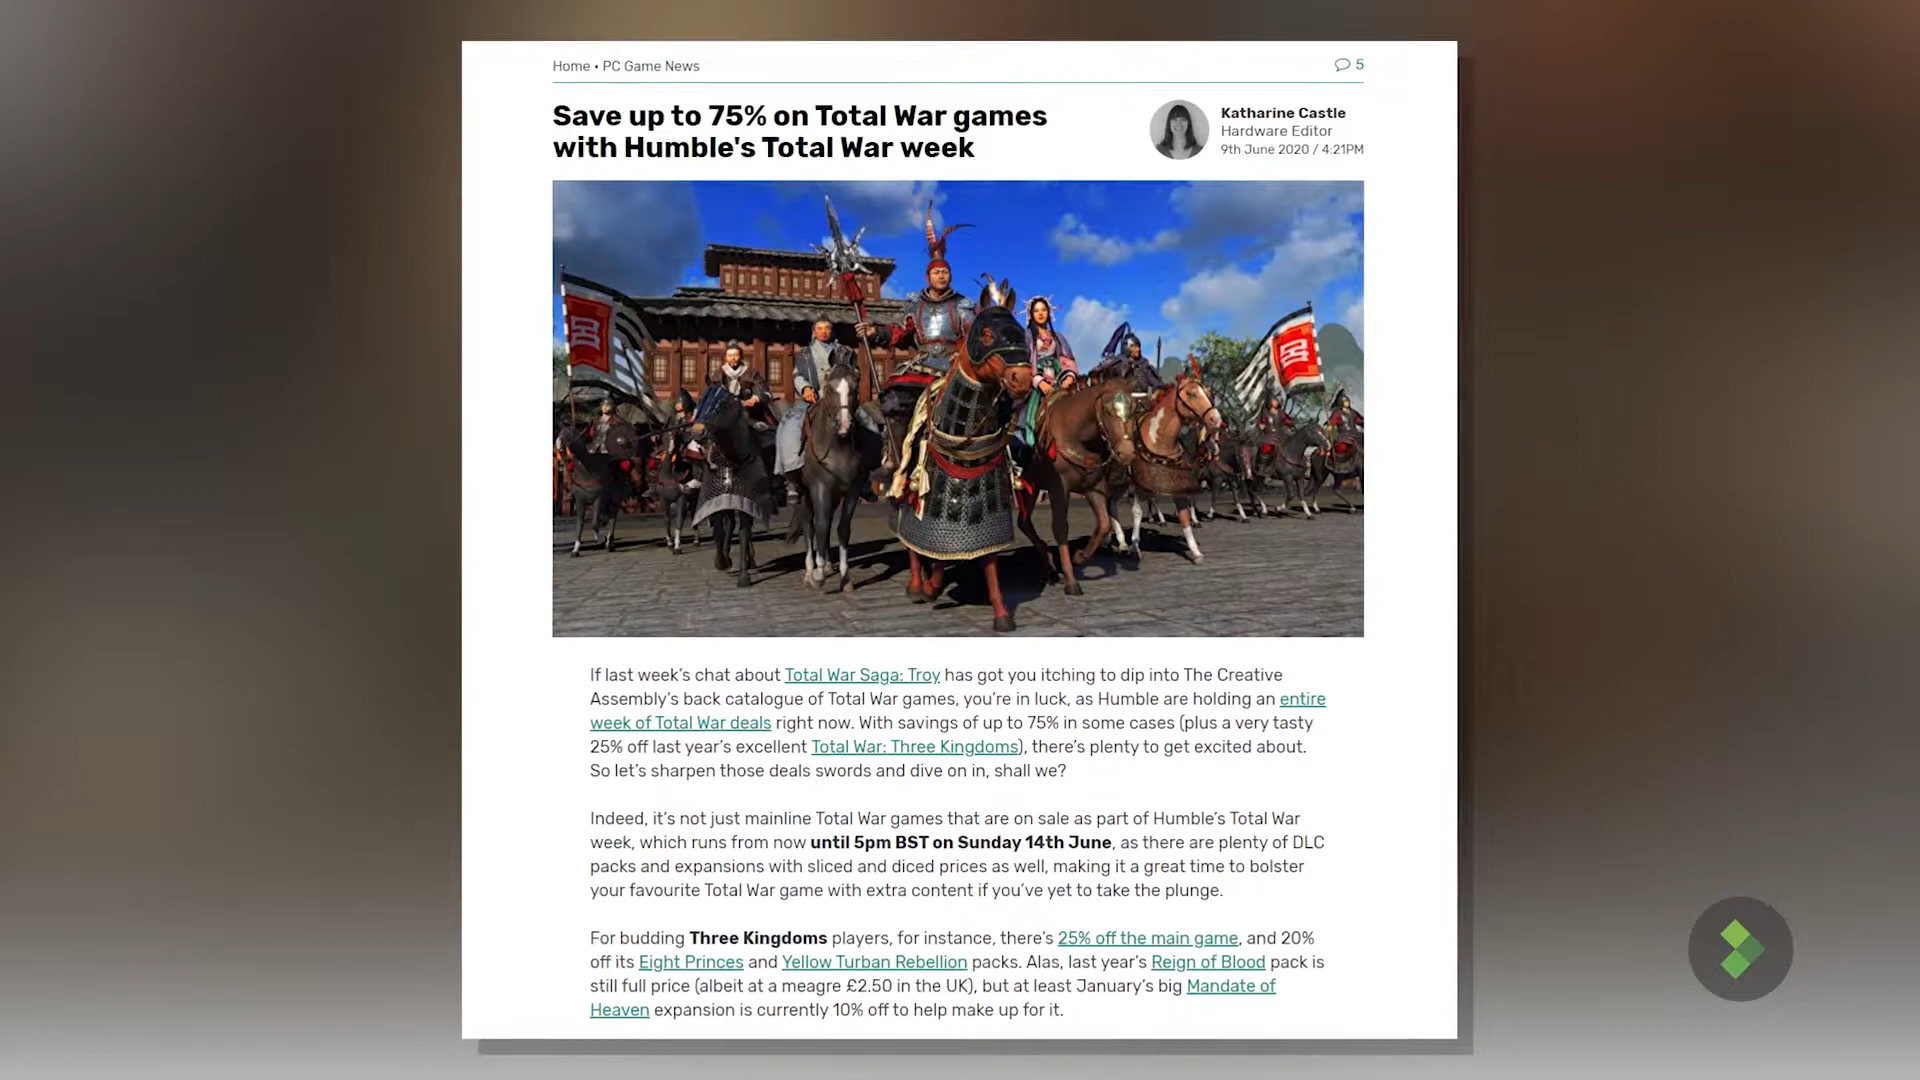 Home • PC Game News
5
Save up to 75% on Total War games
with Humble's Total War week
Katharine Castle
Hardware Editor
9th June 2020 / 4:21PM
呂
呂
If last week’s chat about Total War Saga: Troy has got you itching to dip into The Creative
Assembly’s back catalogue of Total War games, you’re in luck, as Humble are holding an entire
week of Total War deals right now. With savings of up to 75% in some cases (plus a very tasty
25% off last year’s excellent Total War: Three Kingdoms), there’s plenty to get excited about.
So let’s sharpen those deals swords and dive on in, shall we?
Indeed, it’s not just mainline Total War games that are on sale as part of Humble’s Total War
week, which runs from now until 5pm BST on Sunday 14th June, as there are plenty of DLC
packs and expansions with sliced and diced prices as well, making it a great time to bolster
your favourite Total War game with extra content if you’ve yet to take the plunge.
For budding Three Kingdoms players, for instance, there’s 25% off the main game, and 20%
off its Eight Princes and Yellow Turban Rebellion packs. Alas, last year’s Reign of Blood pack is
still full price (albeit at a meagre £2.50 in the UK), but at least January’s big Mandate of
Heaven expansion is currently 10% off to help make up for it.